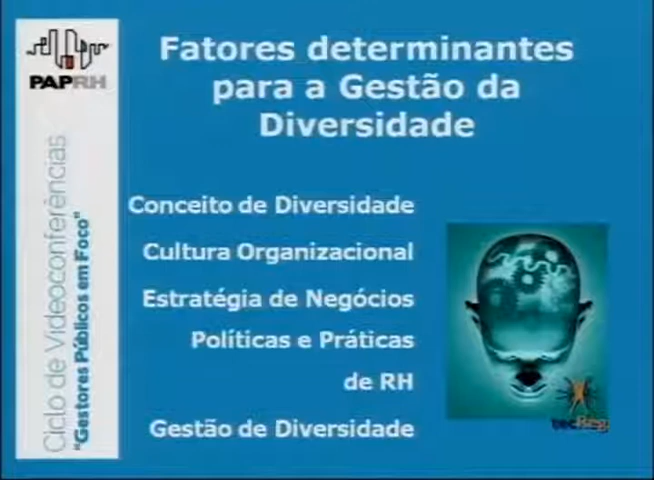 PAPRH
Ciclo de Videoconferências
"Gestores Públicos em Foco"
Fatores determinantes
para a Gestão da
Diversidade
Conceito de Diversidade
Cultura Organizacional
Estratégia de Negócios
Políticas e Práticas
de RH
Gestão de Diversidade
tecReg